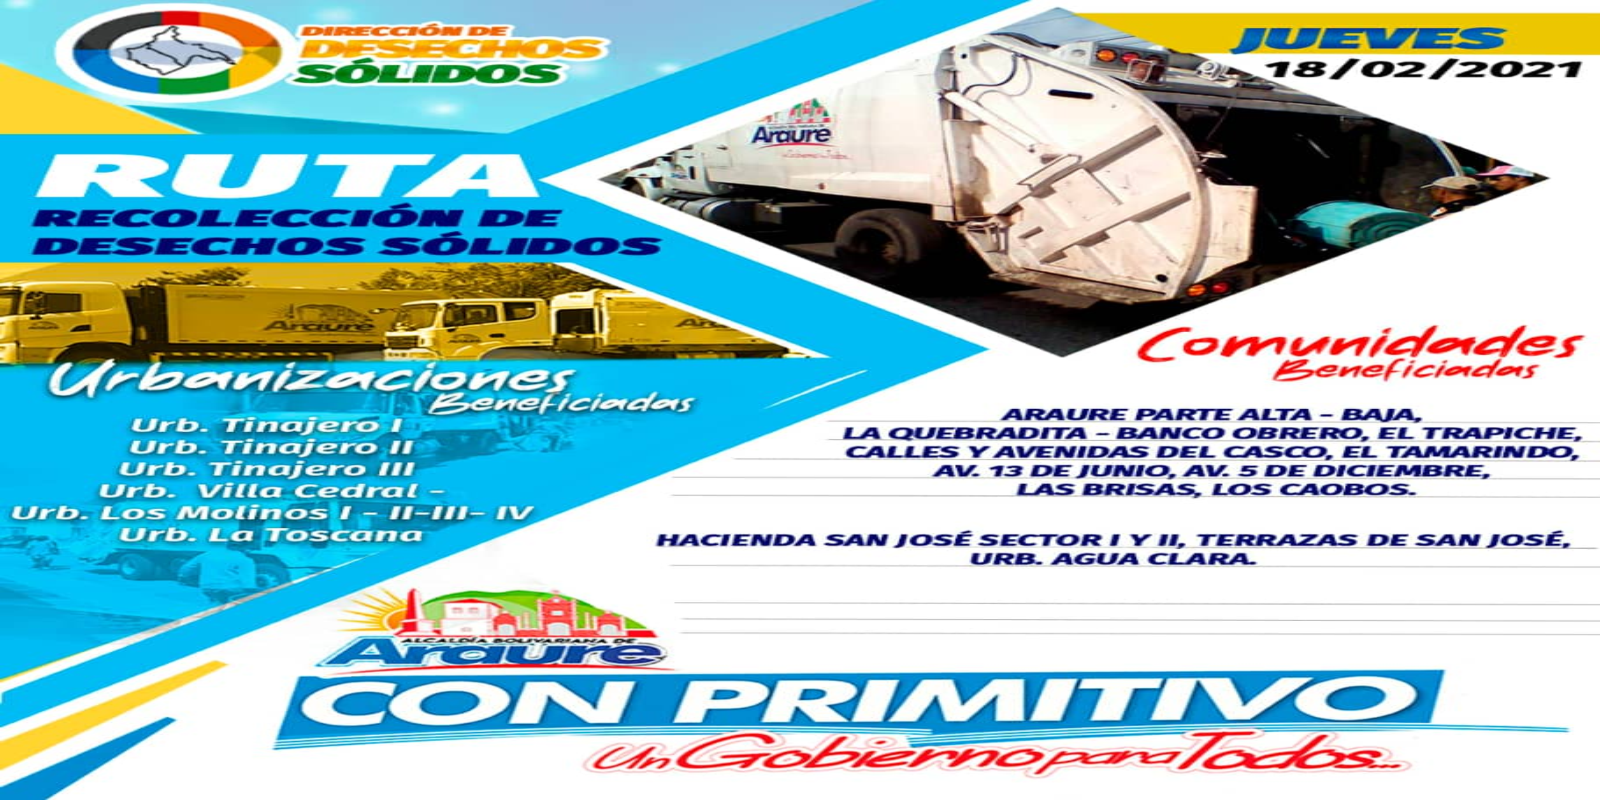 DIRECCIÓN DE
DESECHOS
SÓLIDOS
JUEVES
18/02/2021
RUTA
RECOLECCIÓN DE
DESECHOS SÓLIDOS
Araure
Araure
Urbanizaciones
Beneficiadas
Urb. Tinajero I
Urb. Tinajero II
Urb. Tinajero III
Urb. Villa Cedral -
Urb. Los Molinos I - II-III- IV
Urb. La Toscana
Comunidades
Beneficiadas
ARAURE PARTE ALTA - BAJA,
LA QUEBRADITA - BANCO OBRERO, EL TRAPICHE,
CALLES Y AVENIDAS DEL CASCO, EL TAMARINDO,
AV. 13 DE JUNIO, AV. 5 DE DICIEMBRE,
LAS BRISAS, LOS CAOBOS.
HACIENDA SAN JOSÉ SECTOR I Y II, TERRAZAS DE SAN JOSÉ,
URB. AGUA CLARA.
ALCALDÍA BOLIVARIANA DE
Araure
CON PRIMITIVO
Un Gobierno para Todos...